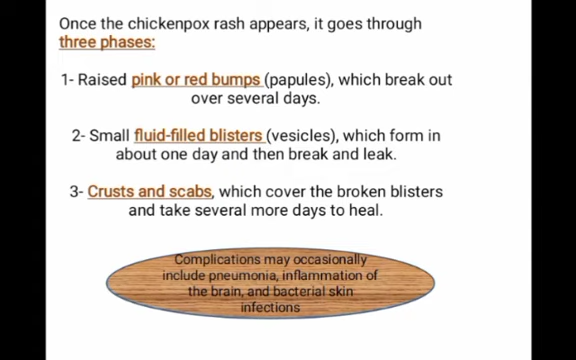 Once the chickenpox rash appears, it goes through
three phases:
1- Raised pink or red bumps (papules), which break out
over several days.
2- Small fluid-filled blisters (vesicles), which form in
about one day and then break and leak.
3- Crusts and scabs, which cover the broken blisters
and take several more days to heal.
Complications may occasionally
include pneumonia, inflammation of
the brain, and bacterial skin
infections